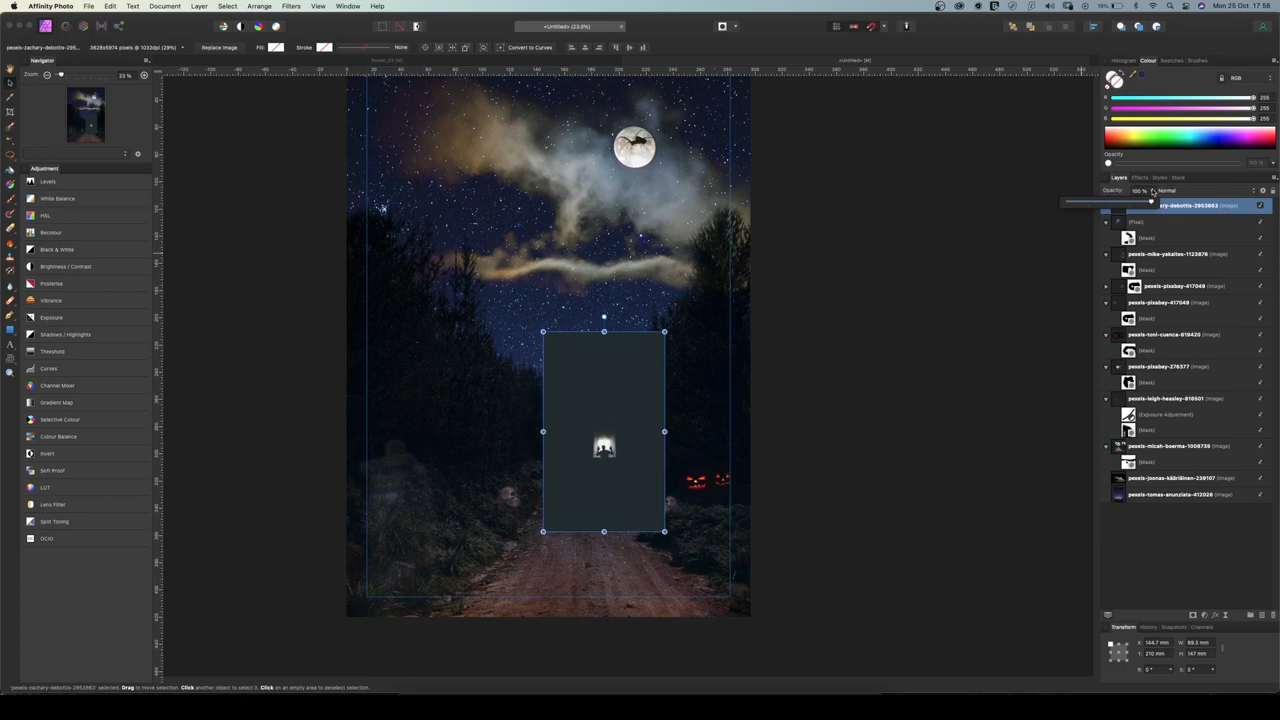 Affinity Photo File Edit Text Document Layer Select Arrange Filters View Window Help Mon 25 Oct 17:58
<Untitled> (23.0%)
pexels-zachary-debottis-295... 3628x5974 pixels @ 1032dpi (29%) Replace Image Fill: Stroke: None Convert to Curves
Navigator
Poster_03 [M]
<Untitled> [M]
Histogram Colour Swatches Brushes
Zoom: 23 %
RGB
R 255
G 255
B 255
Opacity
100 %
Adjustment
Levels
White Balance
HSL
Recolour
Black & White
Brightness / Contrast
Posterise
Vibrance
Exposure
Shadows / Highlights
Threshold
Curves
Channel Mixer
Gradient Map
Selective Colour
Colour Balance
Invert
Soft Proof
LUT
Lens Filter
Split Toning
OCIO
Layers Effects Styles Stock
Opacity: 100 % Normal
ary-debottis-2953863 (Image)
(Pixel)
(Mask)
pexels-mike-yakaites-1123876 (Image)
(Mask)
pexels-pixabay-417049 (Image)
pexels-pixabay-417049 (Image)
(Mask)
pexels-toni-cuenca-619420 (Image)
(Mask)
pexels-pixabay-276377 (Image)
(Mask)
pexels-leigh-heasley-816501 (Image)
(Exposure Adjustment)
(Mask)
pexels-micah-boerma-1008739 (Image)
(Mask)
pexels-joonas-kääriäinen-239107 (Image)
pexels-tomas-anunziata-412026 (Image)
Transform History Snapshots Channels
X: 144.7 mm W: 89.3 mm
Y: 210 mm H: 147 mm
R: 0 ° S: 0 °
'pexels-zachary-debottis-2953863' selected. Drag to move selection. Click another object to select it. Click on an empty area to deselect selection.